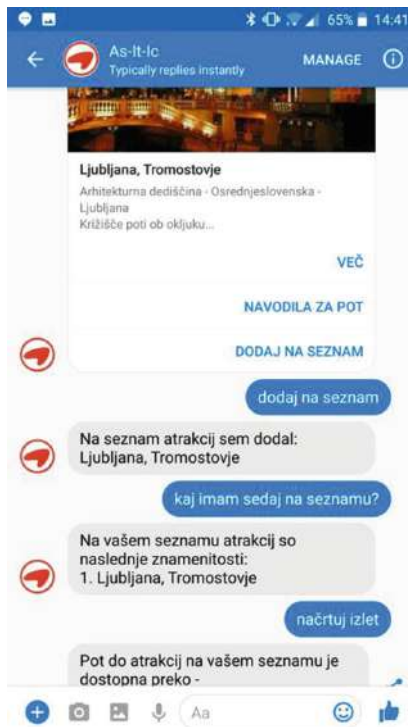 65% 14:41
As-It-Ic
Typically replies instantly
MANAGE
Ljubljana, Tromostovje
Arhitekturna dediščina - Osrednjeslovenska -
Ljubljana
Križišče poti ob okljuku...
VEČ
NAVODILA ZA POT
DODAJ NA SEZNAM
dodaj na seznam
Na seznam atrakcij sem dodal:
Ljubljana, Tromostovje
kaj imam sedaj na seznamu?
Na vašem seznamu atrakcij so
naslednje znamenitosti:
1. Ljubljana, Tromostovje
načrtuj izlet
Pot do atrakcij na vašem seznamu je
dostopna preko -
Aa